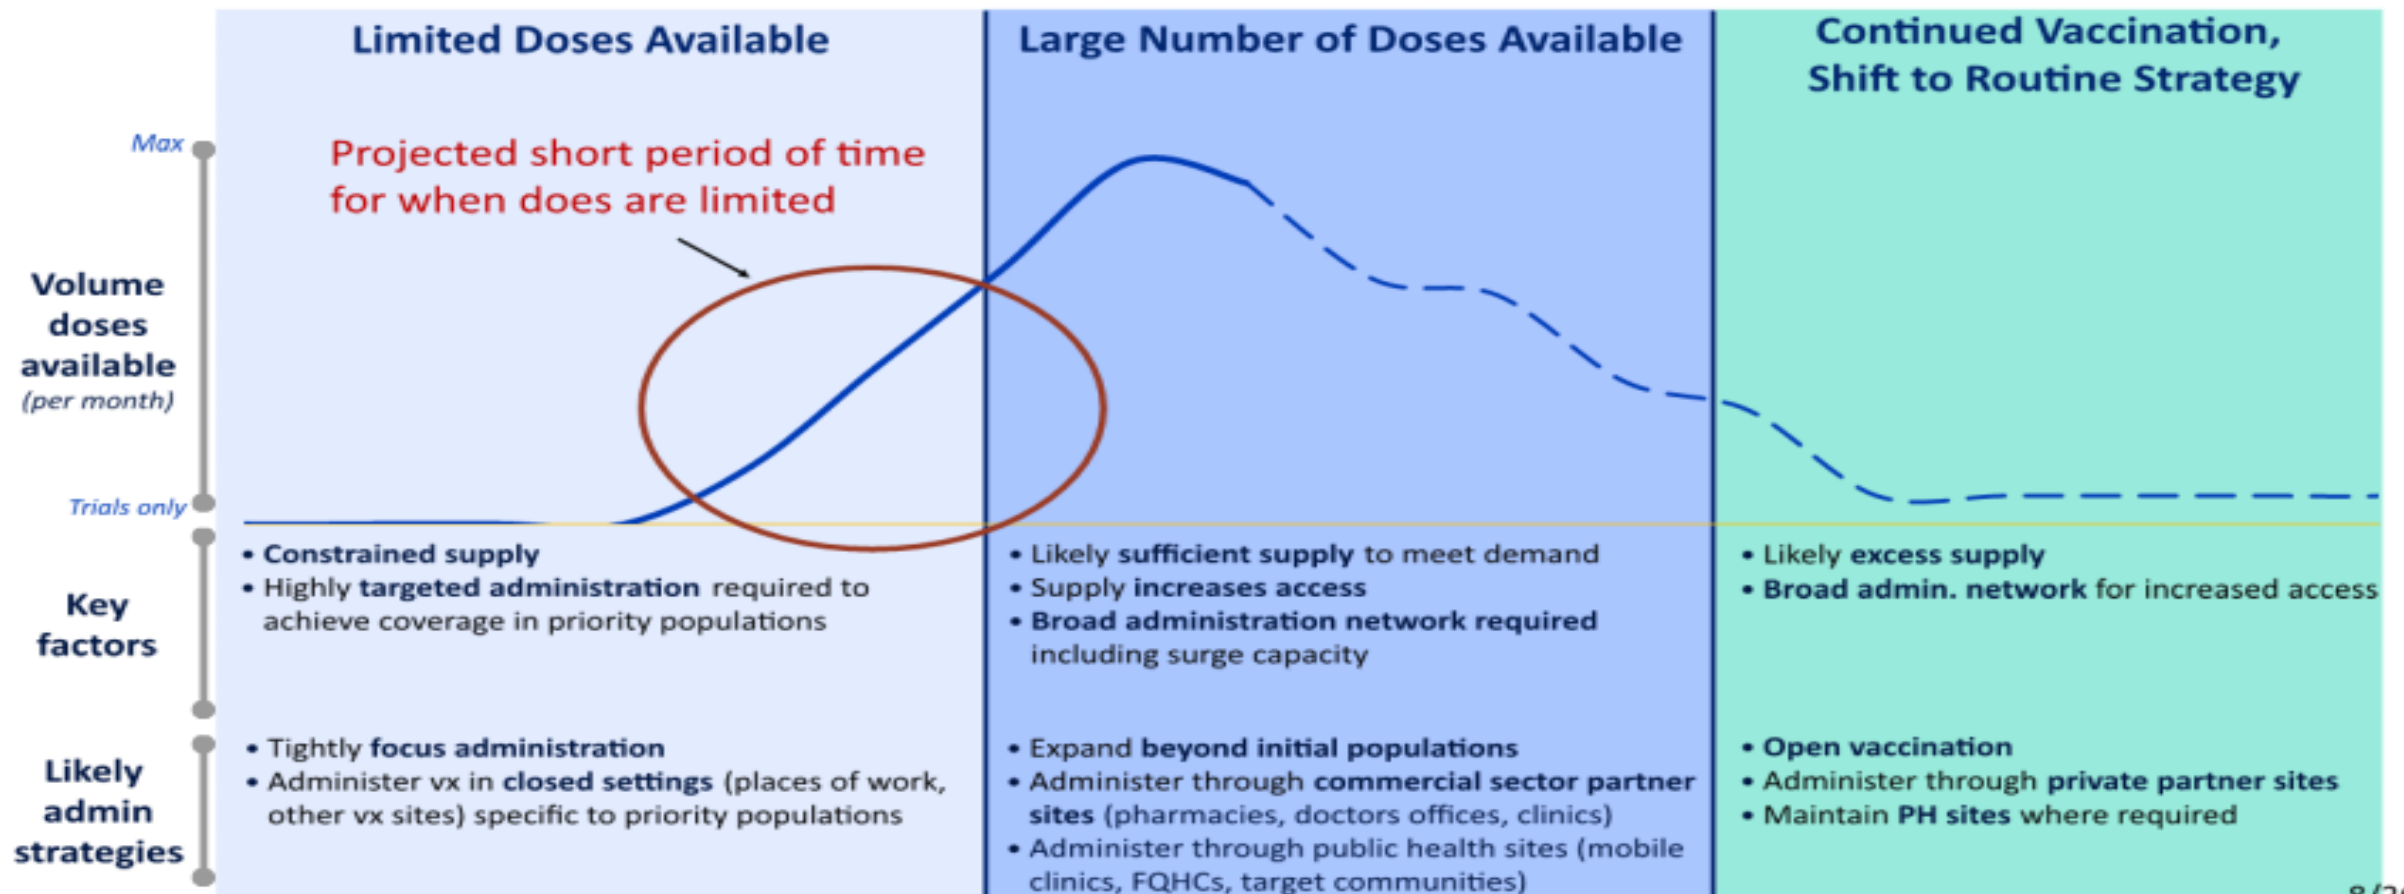 Limited Doses Available
Large Number of Doses Available
Continued Vaccination,
Shift to Routine Strategy
Max
Projected short period of time
for when does are limited
Volume
doses
available
(per month)
Trials only
Key
factors
• Constrained supply
• Highly targeted administration required to
achieve coverage in priority populations
• Likely sufficient supply to meet demand
• Supply increases access
• Broad administration network required
including surge capacity
• Likely excess supply
• Broad admin. network for increased access
Likely
admin
strategies
• Tightly focus administration
• Administer vx in closed settings (places of work,
other vx sites) specific to priority populations
• Expand beyond initial populations
• Administer through commercial sector partner
sites (pharmacies, doctors offices, clinics)
• Administer through public health sites (mobile
clinics, FQHCs, target communities)
• Open vaccination
• Administer through private partner sites
• Maintain PH sites where required